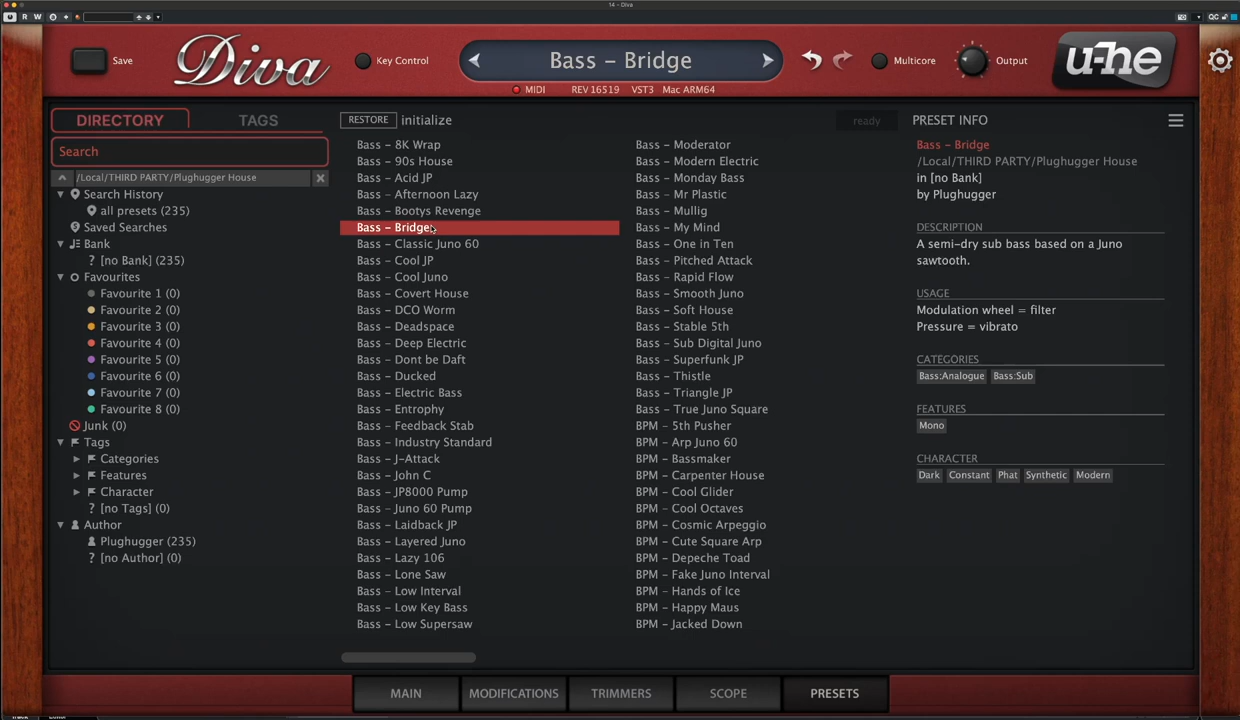 14 - Diva
R W
QC
Save
Diva
Key Control
Bass – Bridge
Multicore
Output
u-he
MIDI REV 16519 VST3 Mac ARM64
DIRECTORY TAGS
Search
/Local/THIRD PARTY/Plughugger House
Search History
all presets (235)
Saved Searches
Bank
? [no Bank] (235)
Favourites
Favourite 1 (0)
Favourite 2 (0)
Favourite 3 (0)
Favourite 4 (0)
Favourite 5 (0)
Favourite 6 (0)
Favourite 7 (0)
Favourite 8 (0)
Junk (0)
Tags
Categories
Features
Character
? [no Tags] (0)
Author
Plughugger (235)
? [no Author] (0)
RESTORE initialize
ready
Bass – 8K Wrap
Bass – 90s House
Bass – Acid JP
Bass – Afternoon Lazy
Bass – Bootys Revenge
Bass – Bridge
Bass – Classic Juno 60
Bass – Cool JP
Bass – Cool Juno
Bass – Covert House
Bass – DCO Worm
Bass – Deadspace
Bass – Deep Electric
Bass – Dont be Daft
Bass – Ducked
Bass – Electric Bass
Bass – Entrophy
Bass – Feedback Stab
Bass – Industry Standard
Bass – J-Attack
Bass – John C
Bass – JP8000 Pump
Bass – Juno 60 Pump
Bass – Laidback JP
Bass – Layered Juno
Bass – Lazy 106
Bass – Lone Saw
Bass – Low Interval
Bass – Low Key Bass
Bass – Low Supersaw
Bass – Moderator
Bass – Modern Electric
Bass – Monday Bass
Bass – Mr Plastic
Bass – Mullig
Bass – My Mind
Bass – One in Ten
Bass – Pitched Attack
Bass – Rapid Flow
Bass – Smooth Juno
Bass – Soft House
Bass – Stable 5th
Bass – Sub Digital Juno
Bass – Superfunk JP
Bass – Thistle
Bass – Triangle JP
Bass – True Juno Square
BPM – 5th Pusher
BPM – Arp Juno 60
BPM – Bassmaker
BPM – Carpenter House
BPM – Cool Glider
BPM – Cool Octaves
BPM – Cosmic Arpeggio
BPM – Cute Square Arp
BPM – Depeche Toad
BPM – Fake Juno Interval
BPM – Hands of Ice
BPM – Happy Maus
BPM – Jacked Down
PRESET INFO
Bass – Bridge
/Local/THIRD PARTY/Plughugger House
in [no Bank]
by Plughugger
DESCRIPTION
A semi-dry sub bass based on a Juno
sawtooth.
USAGE
Modulation wheel = filter
Pressure = vibrato
CATEGORIES
Bass:Analogue Bass:Sub
FEATURES
Mono
CHARACTER
Dark Constant Phat Synthetic Modern
MAIN MODIFICATIONS TRIMMERS SCOPE PRESETS